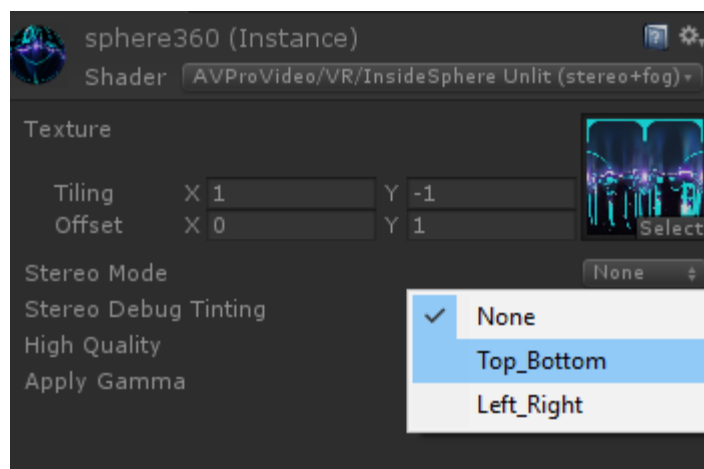 sphere360 (Instance)
Shader AVProVideo/VR/InsideSphere Unlit (stereo+fog)
Texture
Tiling X 1 Y -1
Offset X 0 Y 1
Select
Stereo Mode None
Stereo Debug Tinting
None
High Quality
Top_Bottom
Apply Gamma
Left_Right